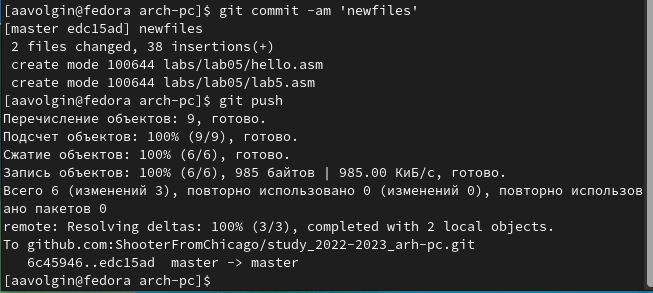 [aavolgin@fedora arch-pc]$ git commit -am 'newfiles'
[master edc15ad] newfiles
 2 files changed, 38 insertions(+)
 create mode 100644 labs/lab05/hello.asm
 create mode 100644 labs/lab05/lab5.asm
[aavolgin@fedora arch-pc]$ git push
Перечисление объектов: 9, готово.
Подсчет объектов: 100% (9/9), готово.
Сжатие объектов: 100% (6/6), готово.
Запись объектов: 100% (6/6), 985 байтов | 985.00 КиБ/с, готово.
Всего 6 (изменений 3), повторно использовано 0 (изменений 0), повторно использов
ано пакетов 0
remote: Resolving deltas: 100% (3/3), completed with 2 local objects.
To github.com:ShooterFromChicago/study_2022-2023_arh-pc.git
   6c45946..edc15ad  master -> master
[aavolgin@fedora arch-pc]$